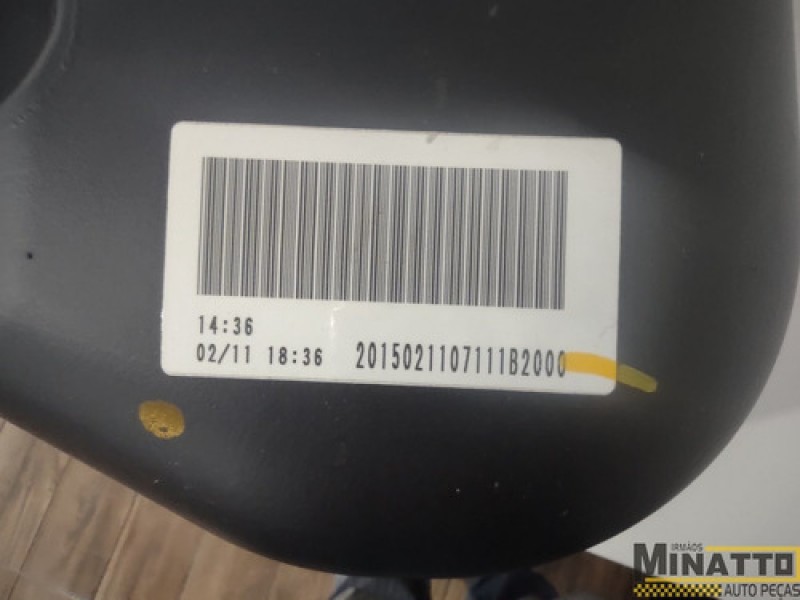 14:36
02/11 18:36 2015021107111B2000
IRMÃOS
MINATTO
AUTO PEÇAS